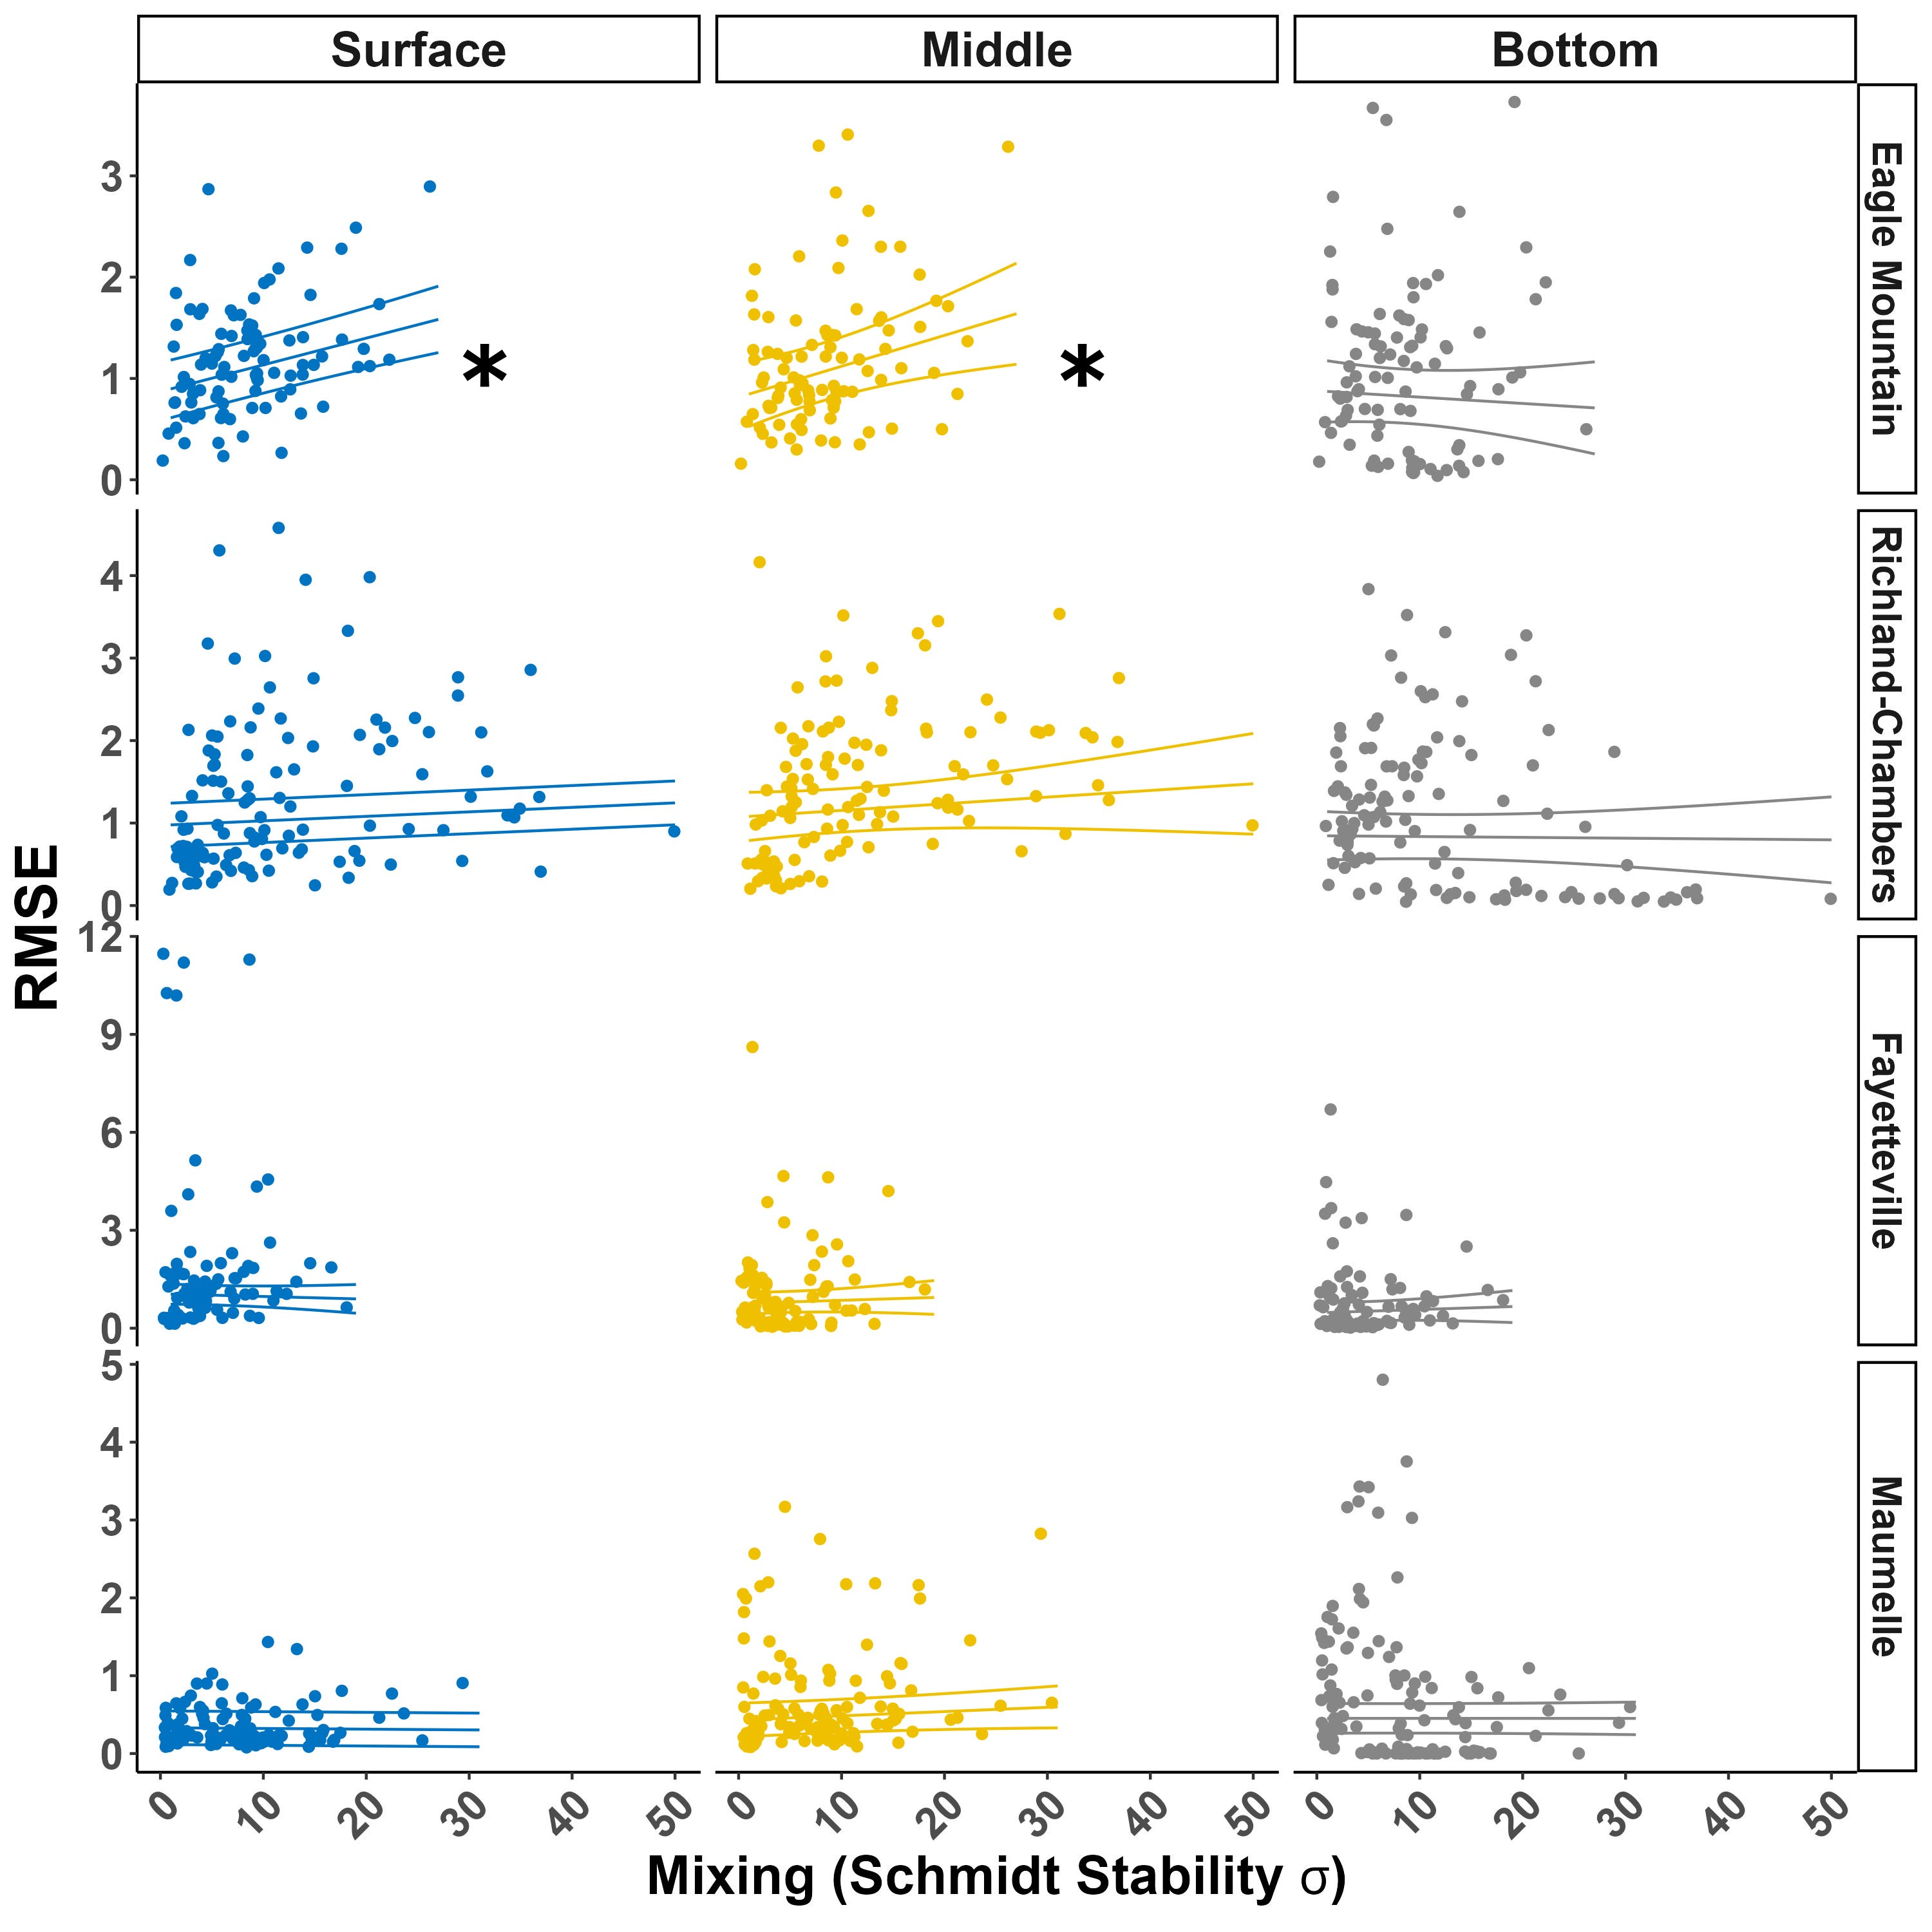 Surface Middle Bottom
RMSE
3
2
1
0
*
*
Eagle Mountain
4
3
2
1
0
Richland-Chambers
12
9
6
3
0
Fayetteville
5
4
3
2
1
0
Maumelle
0 10 20 30 40 50 0 10 20 30 40 50 0 10 20 30 40 50
Mixing (Schmidt Stability σ)